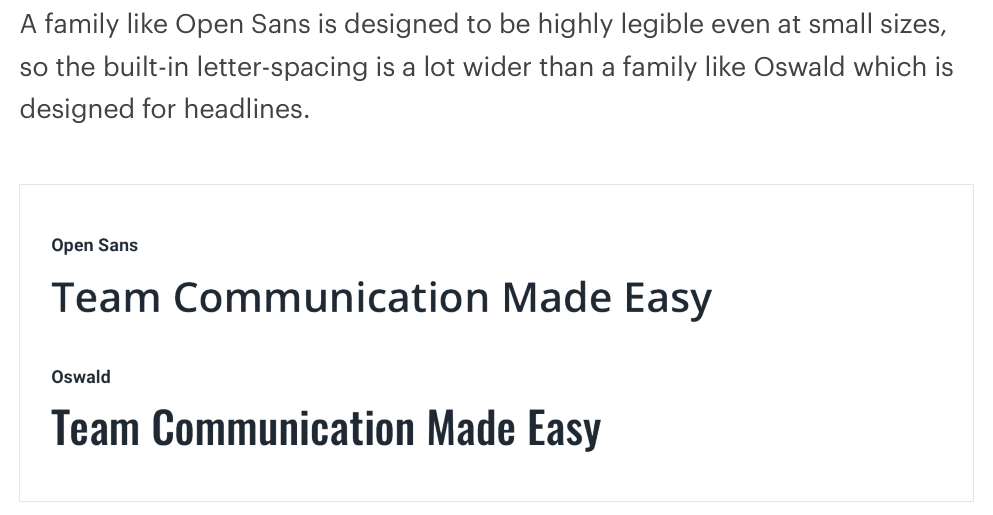 A family like Open Sans is designed to be highly legible even at small sizes,
so the built-in letter-spacing is a lot wider than a family like Oswald which is
designed for headlines.
Open Sans
Team Communication Made Easy
Oswald
Team Communication Made Easy